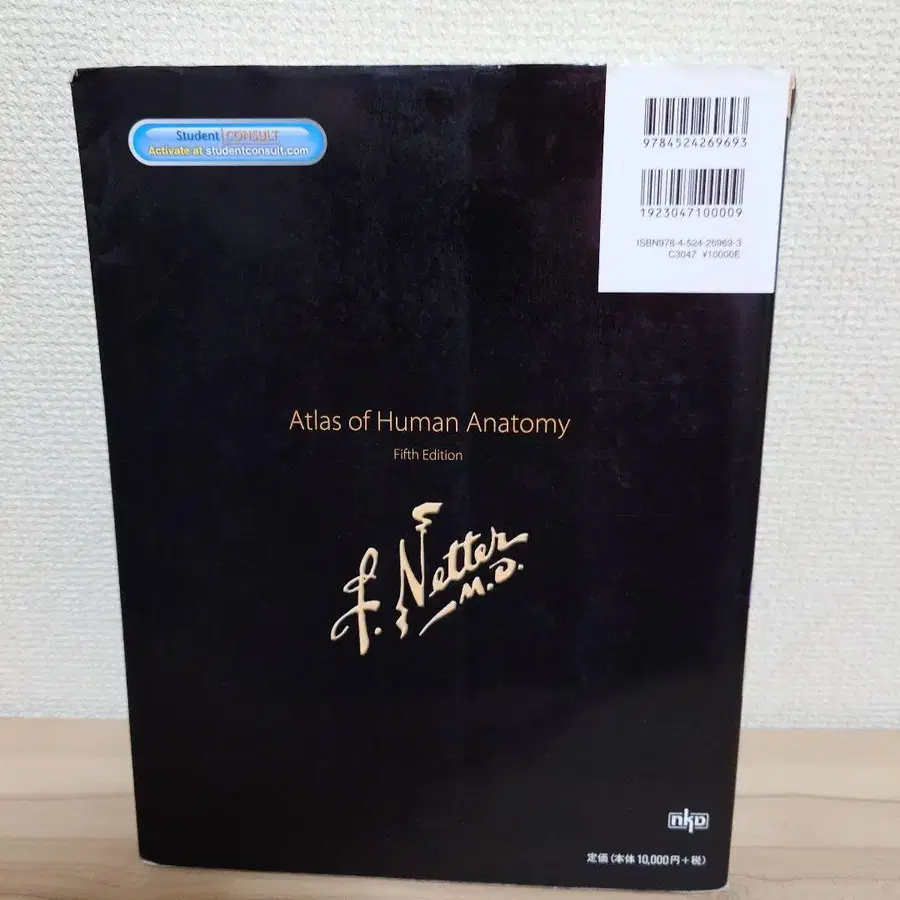 Student CONSULT
Activate at studentconsult.com
9784524269693
1923047100009
ISBN978-4-524-26969-3
C3047 ¥10000E
Atlas of Human Anatomy
Fifth Edition
f. Netter
M.D.
nkD
定価(本体10,000円+税)